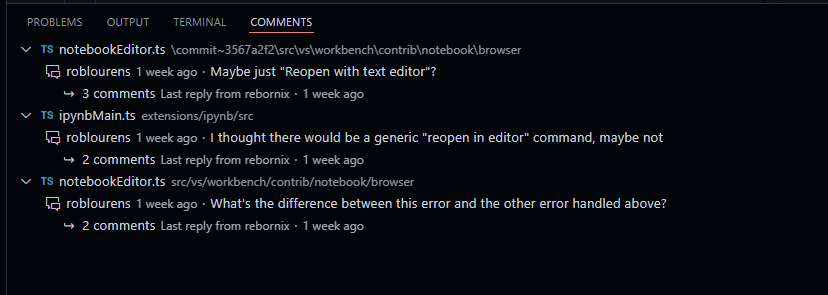 PROBLEMS OUTPUT TERMINAL COMMENTS
TS notebookEditor.ts \commit~3567a2f2\src\vs\workbench\contrib\notebook\browser
roblourens 1 week ago · Maybe just "Reopen with text editor"?
↪ 3 comments Last reply from rebornix · 1 week ago
TS ipynbMain.ts extensions/ipynb/src
roblourens 1 week ago · I thought there would be a generic "reopen in editor" command, maybe not
↪ 2 comments Last reply from rebornix · 1 week ago
TS notebookEditor.ts src/vs/workbench/contrib/notebook/browser
roblourens 1 week ago · What's the difference between this error and the other error handled above?
↪ 2 comments Last reply from rebornix · 1 week ago